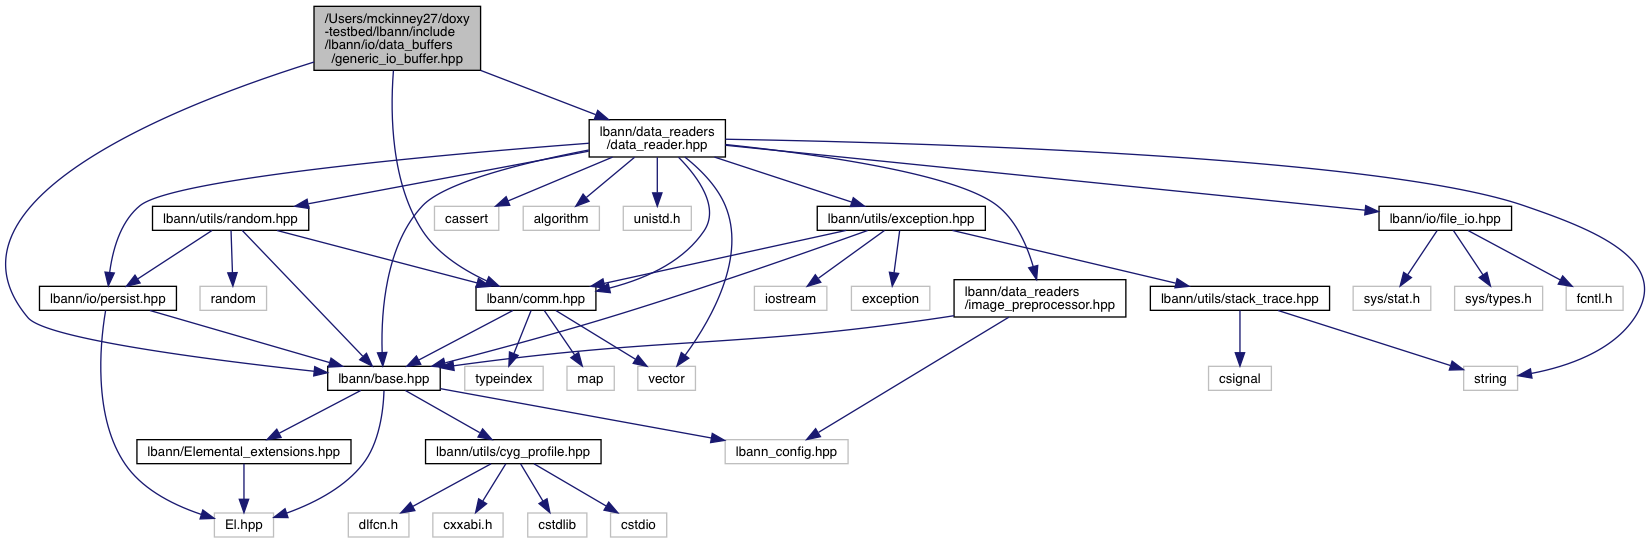 /Users/mckinney27/doxy
-testbed/lbann/include
/lbann/io/data_buffers
/generic_io_buffer.hpp
lbann/data_readers
/data_reader.hpp
lbann/utils/random.hpp
cassert
algorithm
unistd.h
lbann/utils/exception.hpp
lbann/io/file_io.hpp
lbann/io/persist.hpp
random
lbann/comm.hpp
iostream
exception
lbann/data_readers
/image_preprocessor.hpp
lbann/utils/stack_trace.hpp
sys/stat.h
sys/types.h
fcntl.h
lbann/base.hpp
typeindex
map
vector
csignal
string
lbann/Elemental_extensions.hpp
lbann/utils/cyg_profile.hpp
lbann_config.hpp
El.hpp
dlfcn.h
cxxabi.h
cstdlib
cstdio